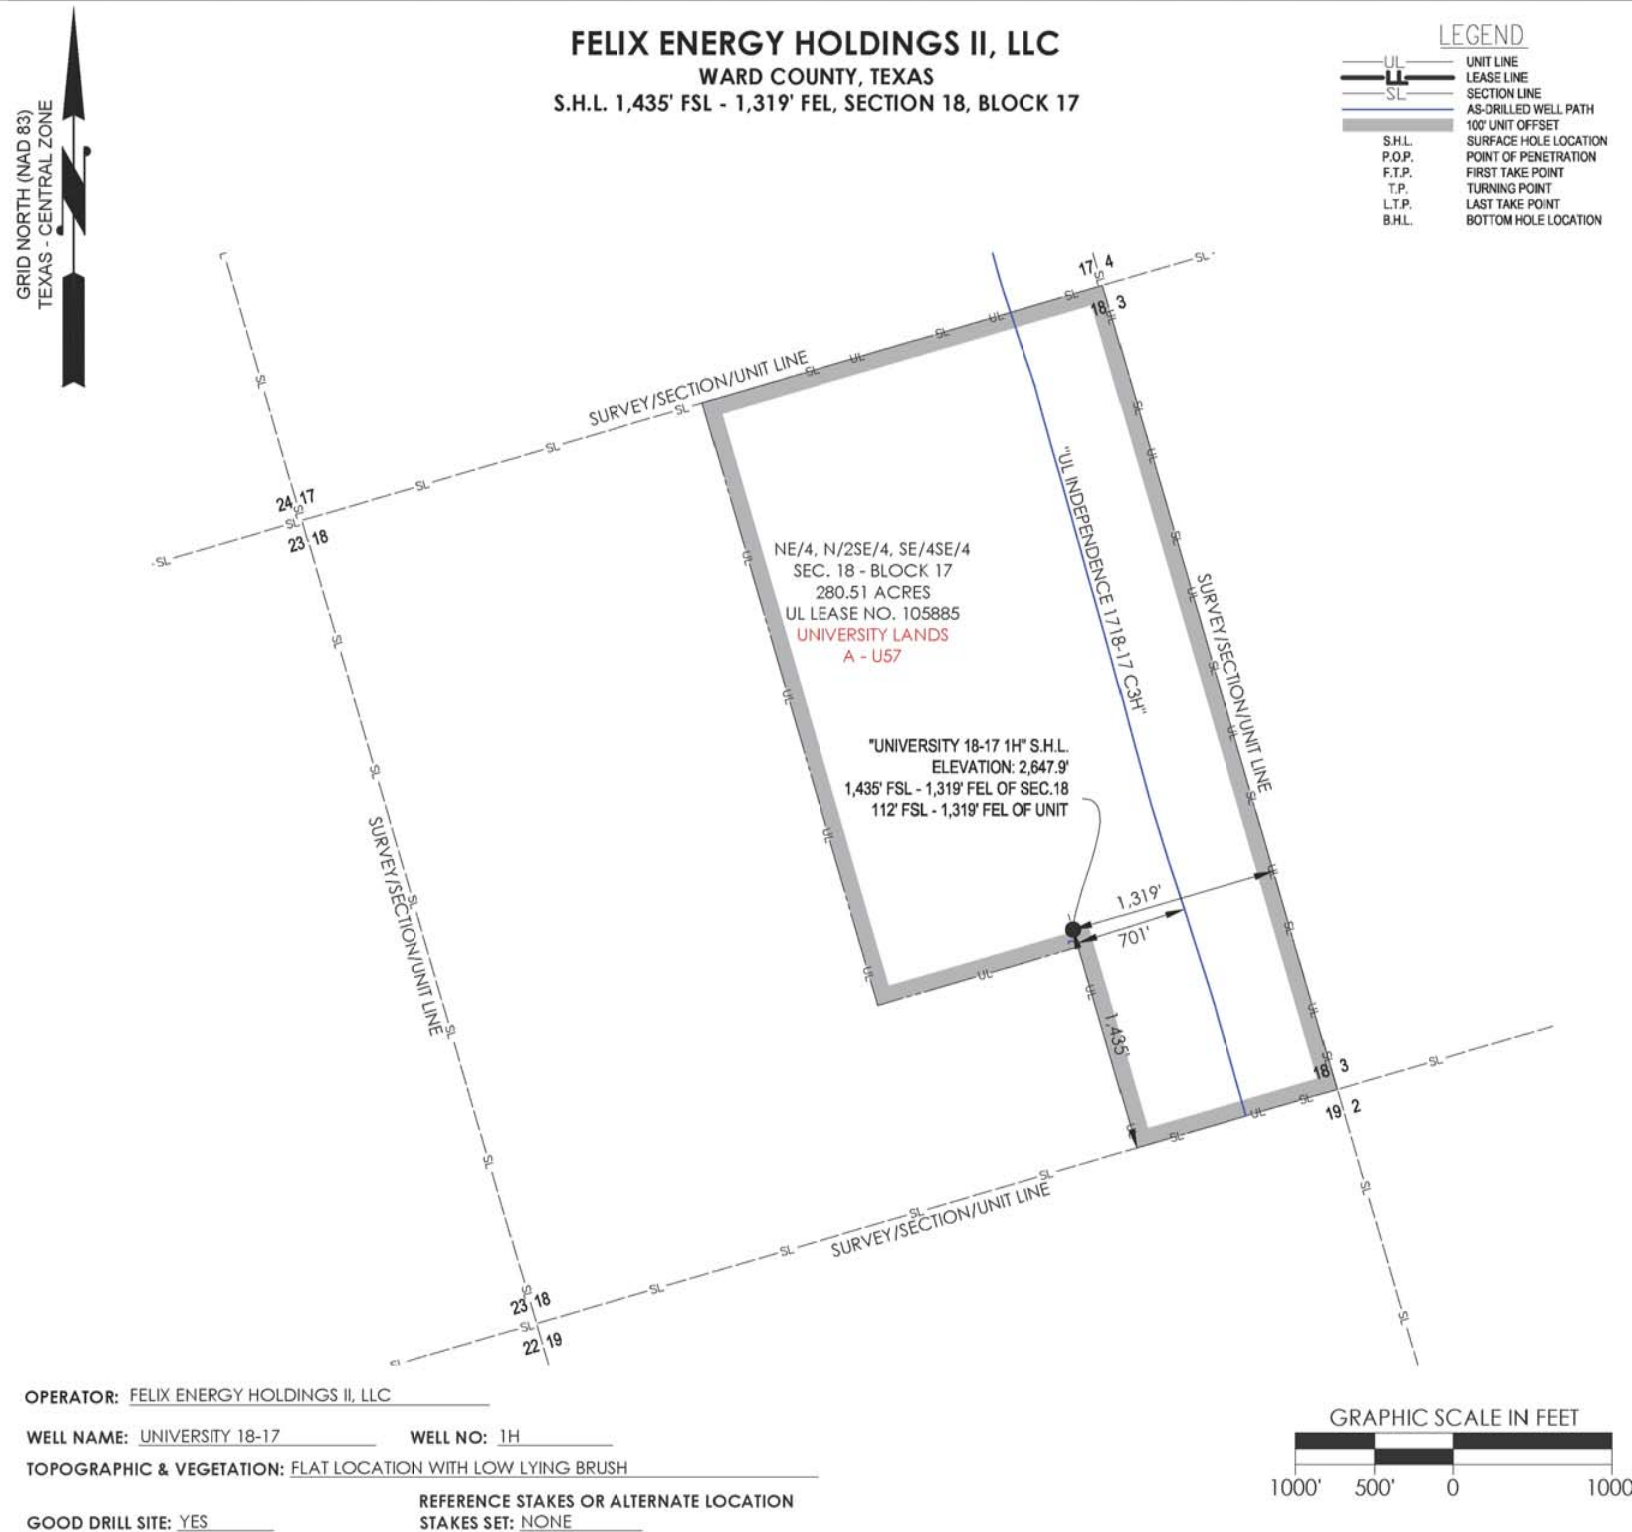 FELIX ENERGY HOLDINGS II, LLC
WARD COUNTY, TEXAS
S.H.L. 1,435' FSL - 1,319' FEL, SECTION 18, BLOCK 17
GRID NORTH (NAD 83)
TEXAS - CENTRAL ZONE
N
LEGEND
UL UNIT LINE
LL LEASE LINE
SL SECTION LINE
AS-DRILLED WELL PATH
100' UNIT OFFSET
S.H.L. SURFACE HOLE LOCATION
P.O.P. POINT OF PENETRATION
F.T.P. FIRST TAKE POINT
T.P. TURNING POINT
L.T.P. LAST TAKE POINT
B.H.L. BOTTOM HOLE LOCATION
17 4
18 3
SURVEY/SECTION/UNIT LINE
24 17
23 18
"UL INDEPENDENCE 1718-17 C3H"
NE/4, N/2SE/4, SE/4SE/4
SEC. 18 - BLOCK 17
280.51 ACRES
UL LEASE NO. 105885
UNIVERSITY LANDS
A - U57
SURVEY/SECTION/UNIT LINE
"UNIVERSITY 18-17 1H" S.H.L.
ELEVATION: 2,647.9'
1,435' FSL - 1,319' FEL OF SEC.18
112' FSL - 1,319' FEL OF UNIT
SURVEY/SECTION/UNIT LINE
1,319'
701'
1,435'
18 3
19 2
SURVEY/SECTION/UNIT LINE
23 18
22 19
OPERATOR: FELIX ENERGY HOLDINGS II, LLC
WELL NAME: UNIVERSITY 18-17 WELL NO: 1H
TOPOGRAPHIC & VEGETATION: FLAT LOCATION WITH LOW LYING BRUSH
REFERENCE STAKES OR ALTERNATE LOCATION
GOOD DRILL SITE: YES STAKES SET: NONE
GRAPHIC SCALE IN FEET
1000' 500' 0 1000